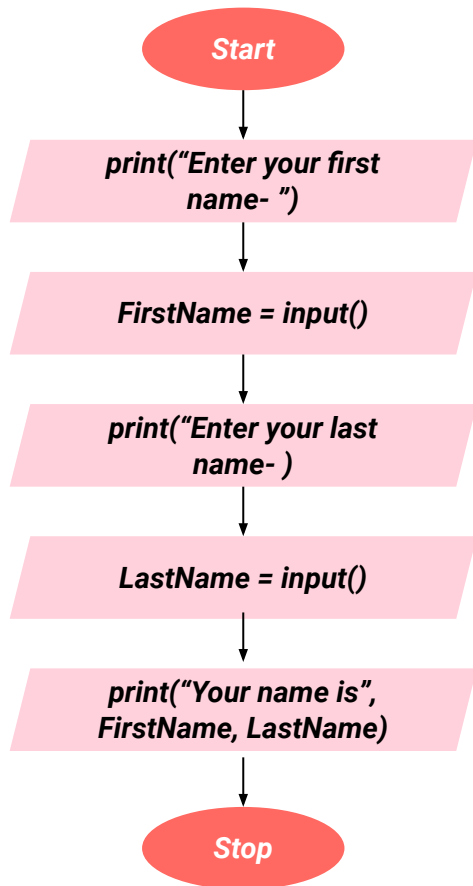 Start
print(“Enter your first
name- ”)
FirstName = input()
print(“Enter your last
name- )
LastName = input()
print(“Your name is”,
FirstName, LastName)
Stop